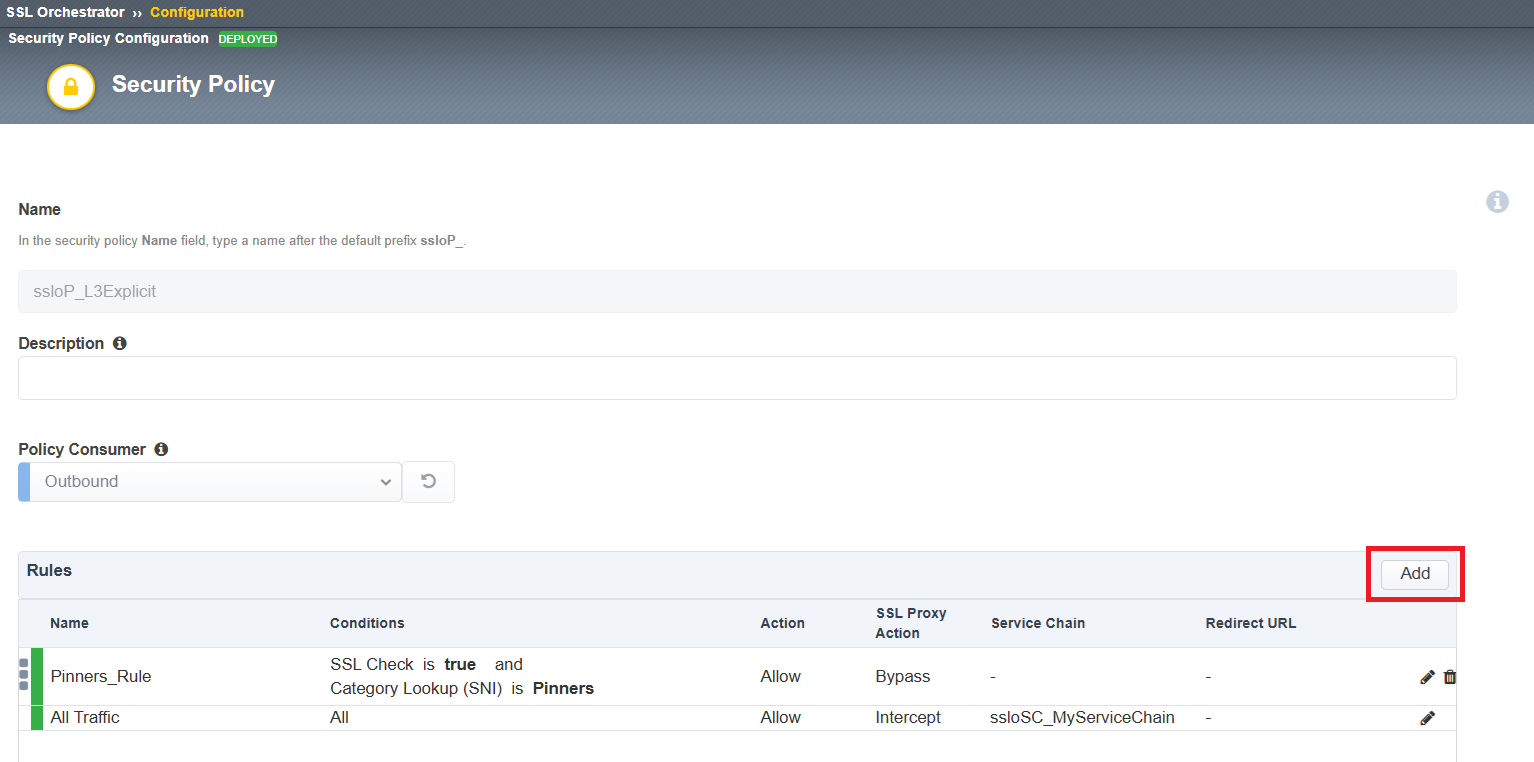 SSL Orchestrator ›› Configuration
Security Policy Configuration DEPLOYED
Security Policy
Name
In the security policy Name field, type a name after the default prefix ssloP_.
ssloP_L3Explicit
Description
Policy Consumer
Outbound
Rules Add
Name Conditions Action SSL Proxy Action Service Chain Redirect URL
Pinners_Rule SSL Check is true and Allow Bypass - -
Category Lookup (SNI) is Pinners
All Traffic All Allow Intercept ssloSC_MyServiceChain -